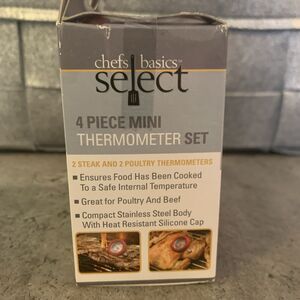 chefs basics™
select
4 PIECE MINI
THERMOMETER SET
2 STEAK AND 2 POULTRY THERMOMETERS
■ Ensures Food Has Been Cooked
To a Safe Internal Temperature
■ Great for Poultry And Beef
■ Compact Stainless Steel Body
With Heat Resistant Silicone Cap